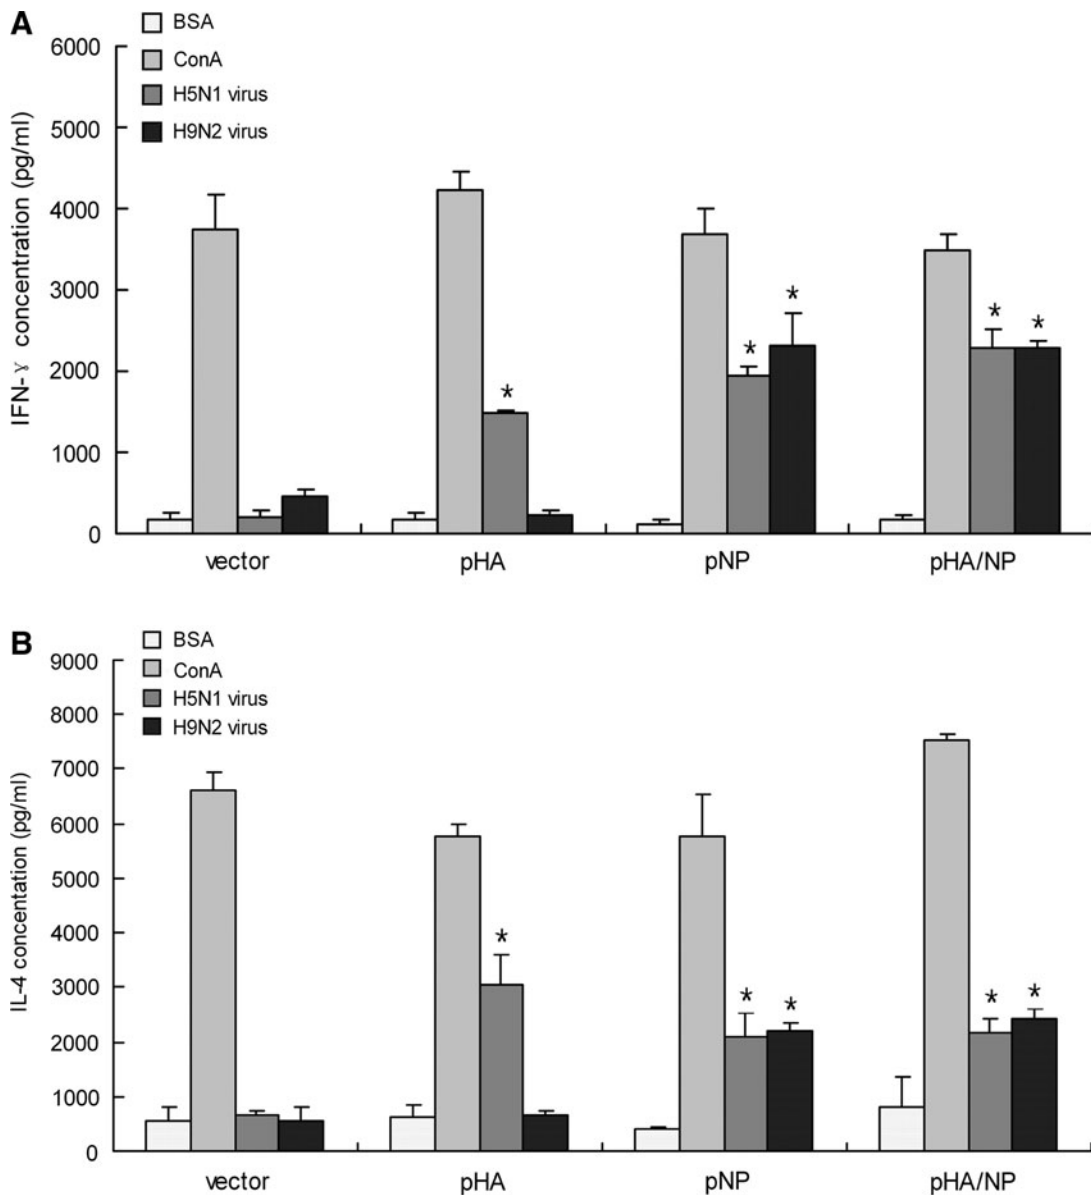 A
BSA
ConA
H5N1 virus
H9N2 virus
IFN-γ concentration (pg/ml)
6000
5000
4000
3000
2000
1000
0
*
*
*
*
*
vector
pHA
pNP
pHA/NP
B
BSA
ConA
H5N1 virus
H9N2 virus
IL-4 concentation (pg/ml)
9000
8000
7000
6000
5000
4000
3000
2000
1000
0
*
*
*
*
*
vector
pHA
pNP
pHA/NP